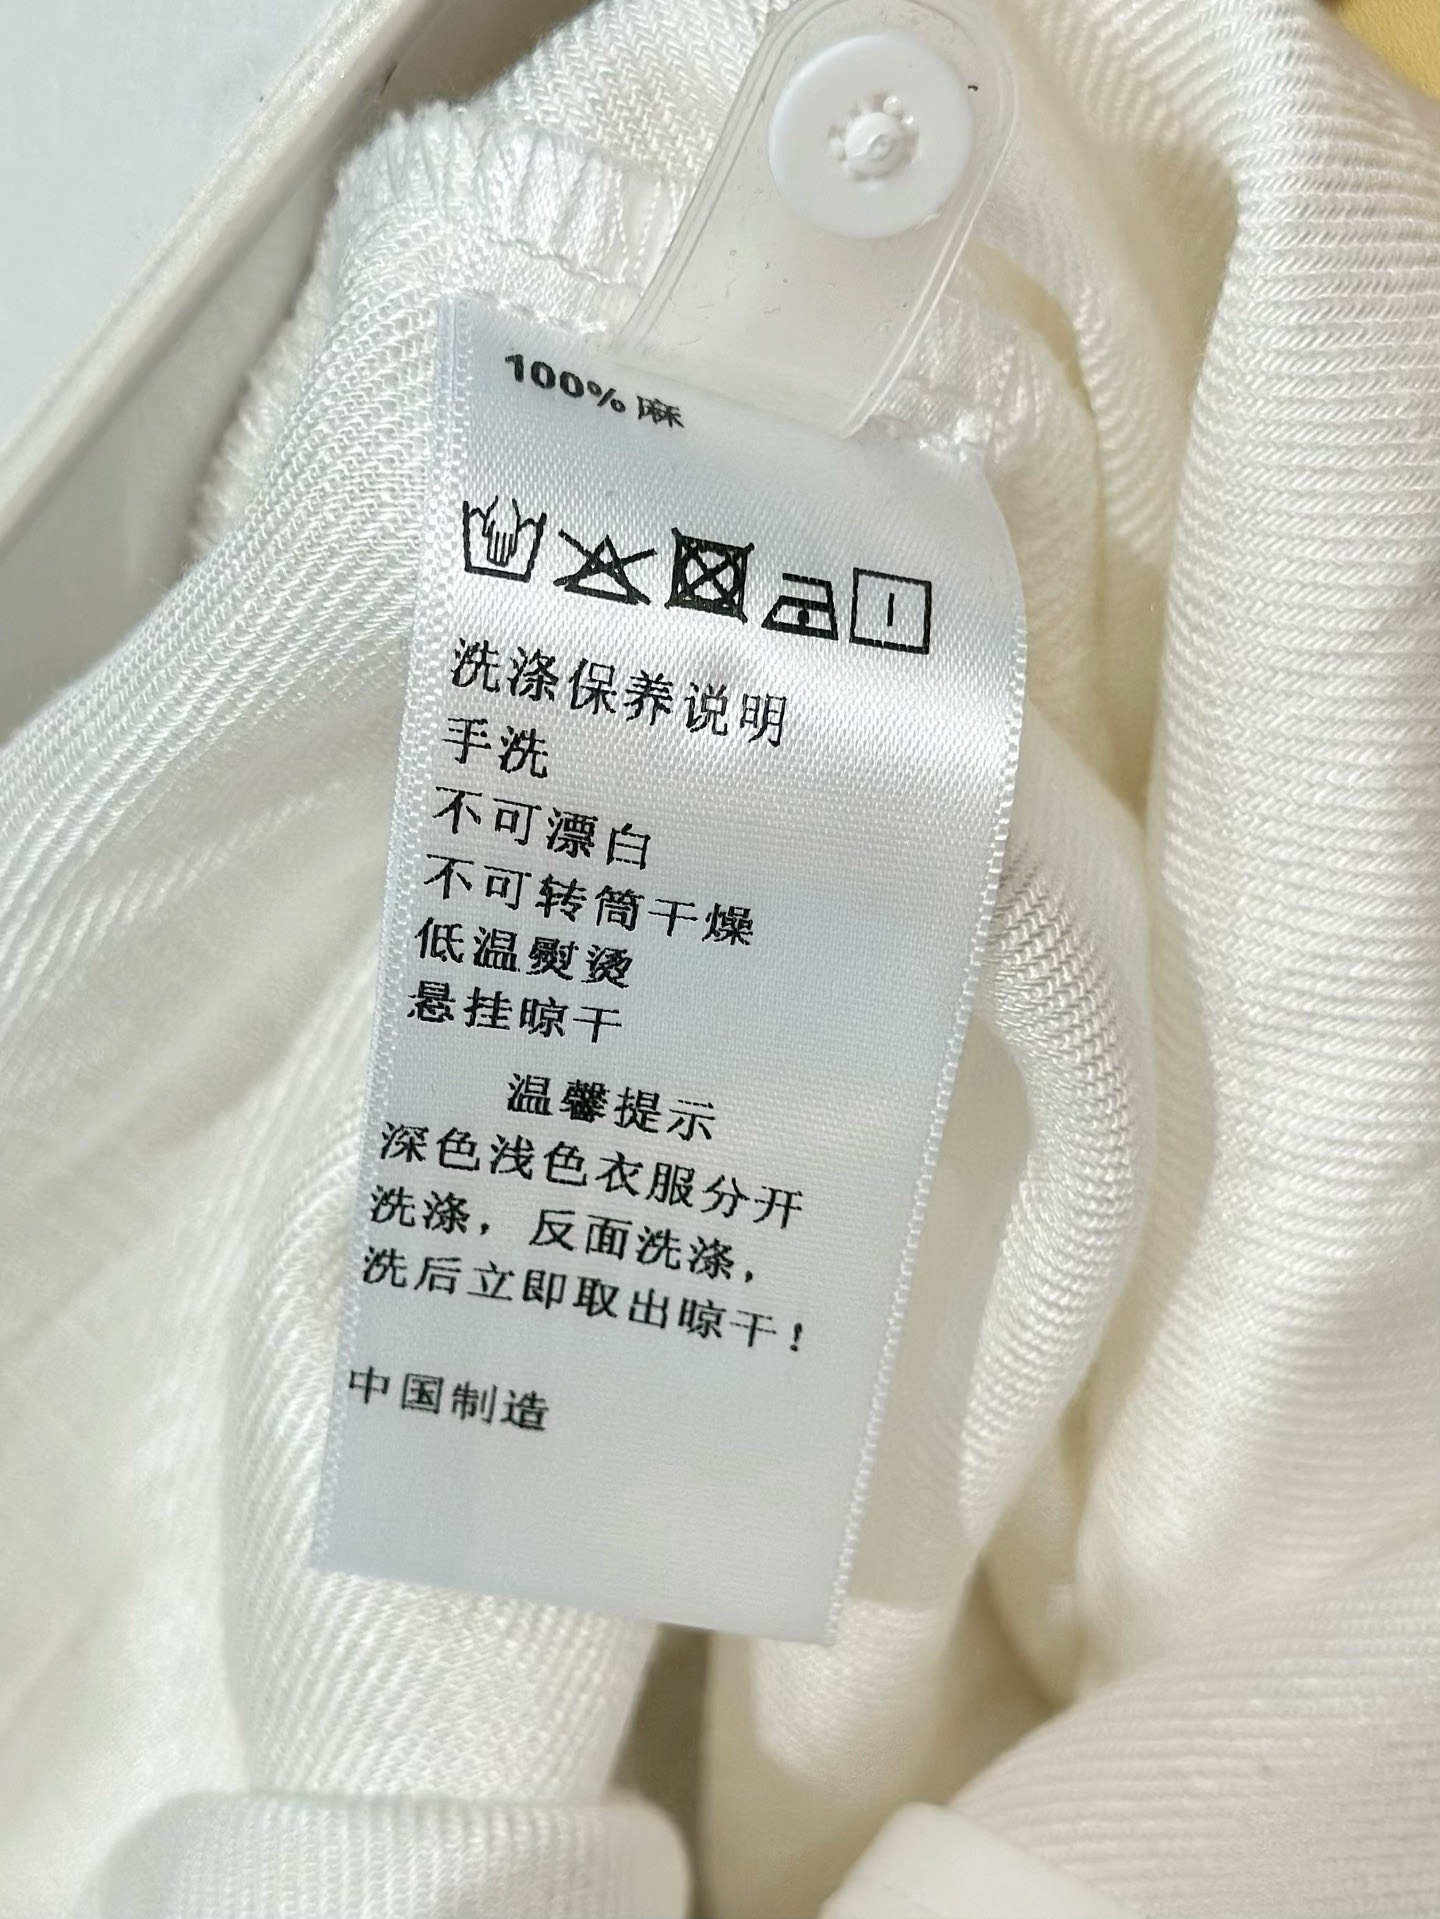 100% 麻
洗涤保养说明
手洗
不可漂白
不可转筒干燥
低温熨烫
悬挂晾干
温馨提示
深色浅色衣服分开
洗涤，反面洗涤，
洗后立即取出晾干！
中国制造